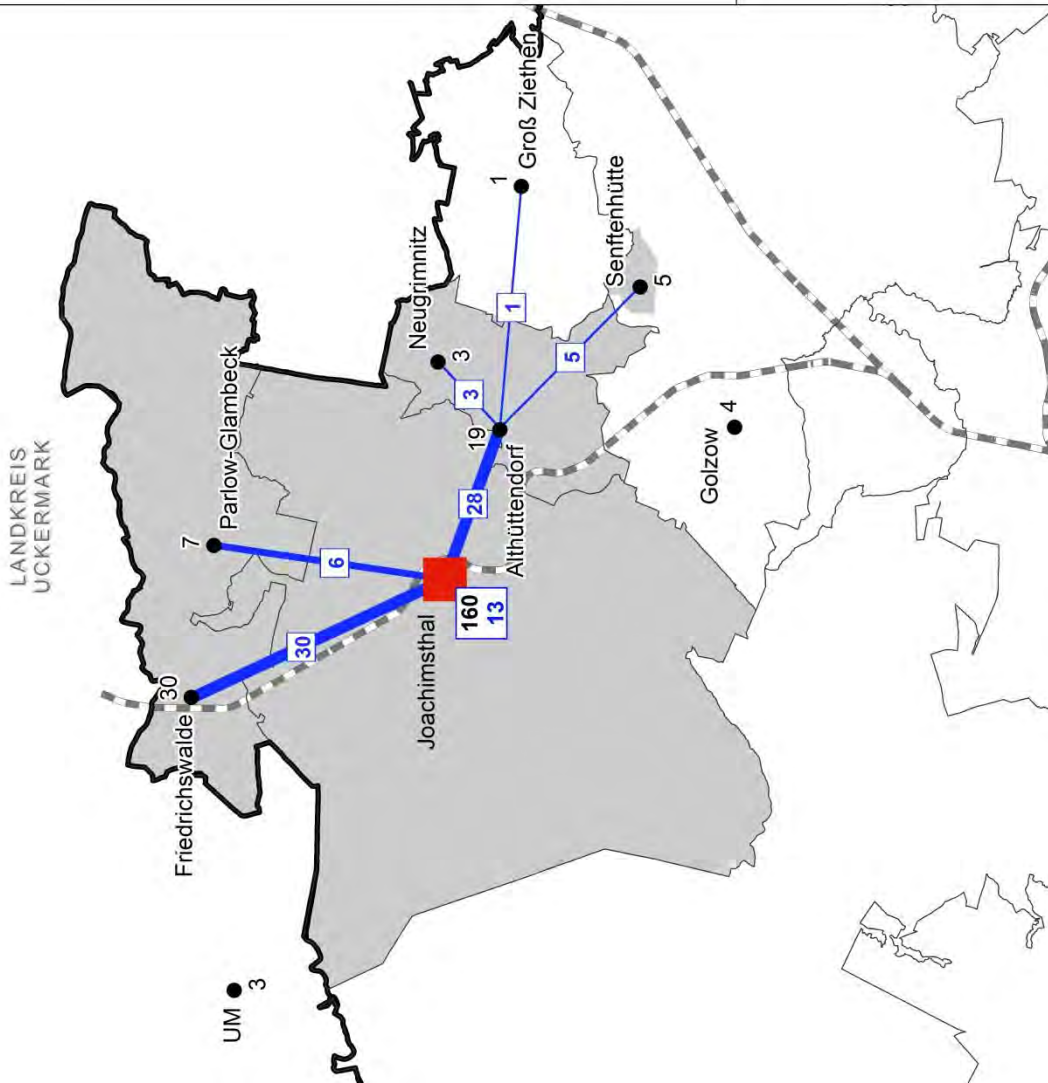 LANDKREIS
UCKERMARK
UM
3
Friedrichswalde
30
7
Parlow-Glambeck
30
6
Joachimsthal
160
13
28
19
Althüttendorf
Neugrimnitz
3
3
1
Groß Ziethen
1
Senftenhütte
5
5
Golzow
4